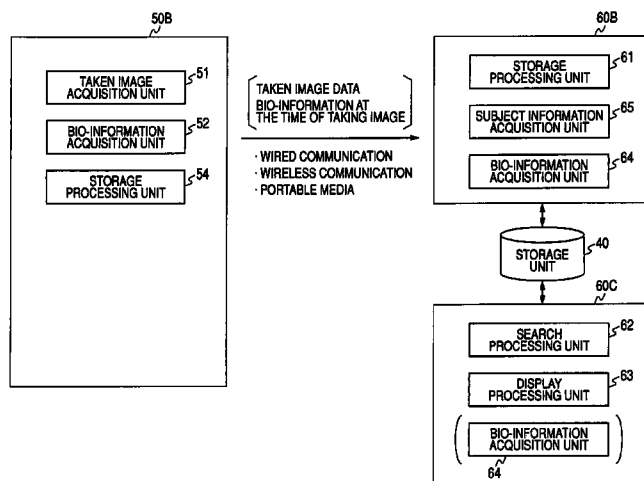 50B
TAKEN IMAGE
ACQUISITION UNIT
51
BIO-INFORMATION
ACQUISITION UNIT
52
STORAGE
PROCESSING UNIT
54
TAKEN IMAGE DATA
BIO-INFORMATION AT
THE TIME OF TAKING IMAGE
· WIRED COMMUNICATION
· WIRELESS COMMUNICATION
· PORTABLE MEDIA
60B
STORAGE
PROCESSING UNIT
61
SUBJECT INFORMATION
ACQUISITION UNIT
65
BIO-INFORMATION
ACQUISITION UNIT
64
STORAGE
UNIT
40
60C
SEARCH
PROCESSING UNIT
62
DISPLAY
PROCESSING UNIT
63
BIO-INFORMATION
ACQUISITION UNIT
64